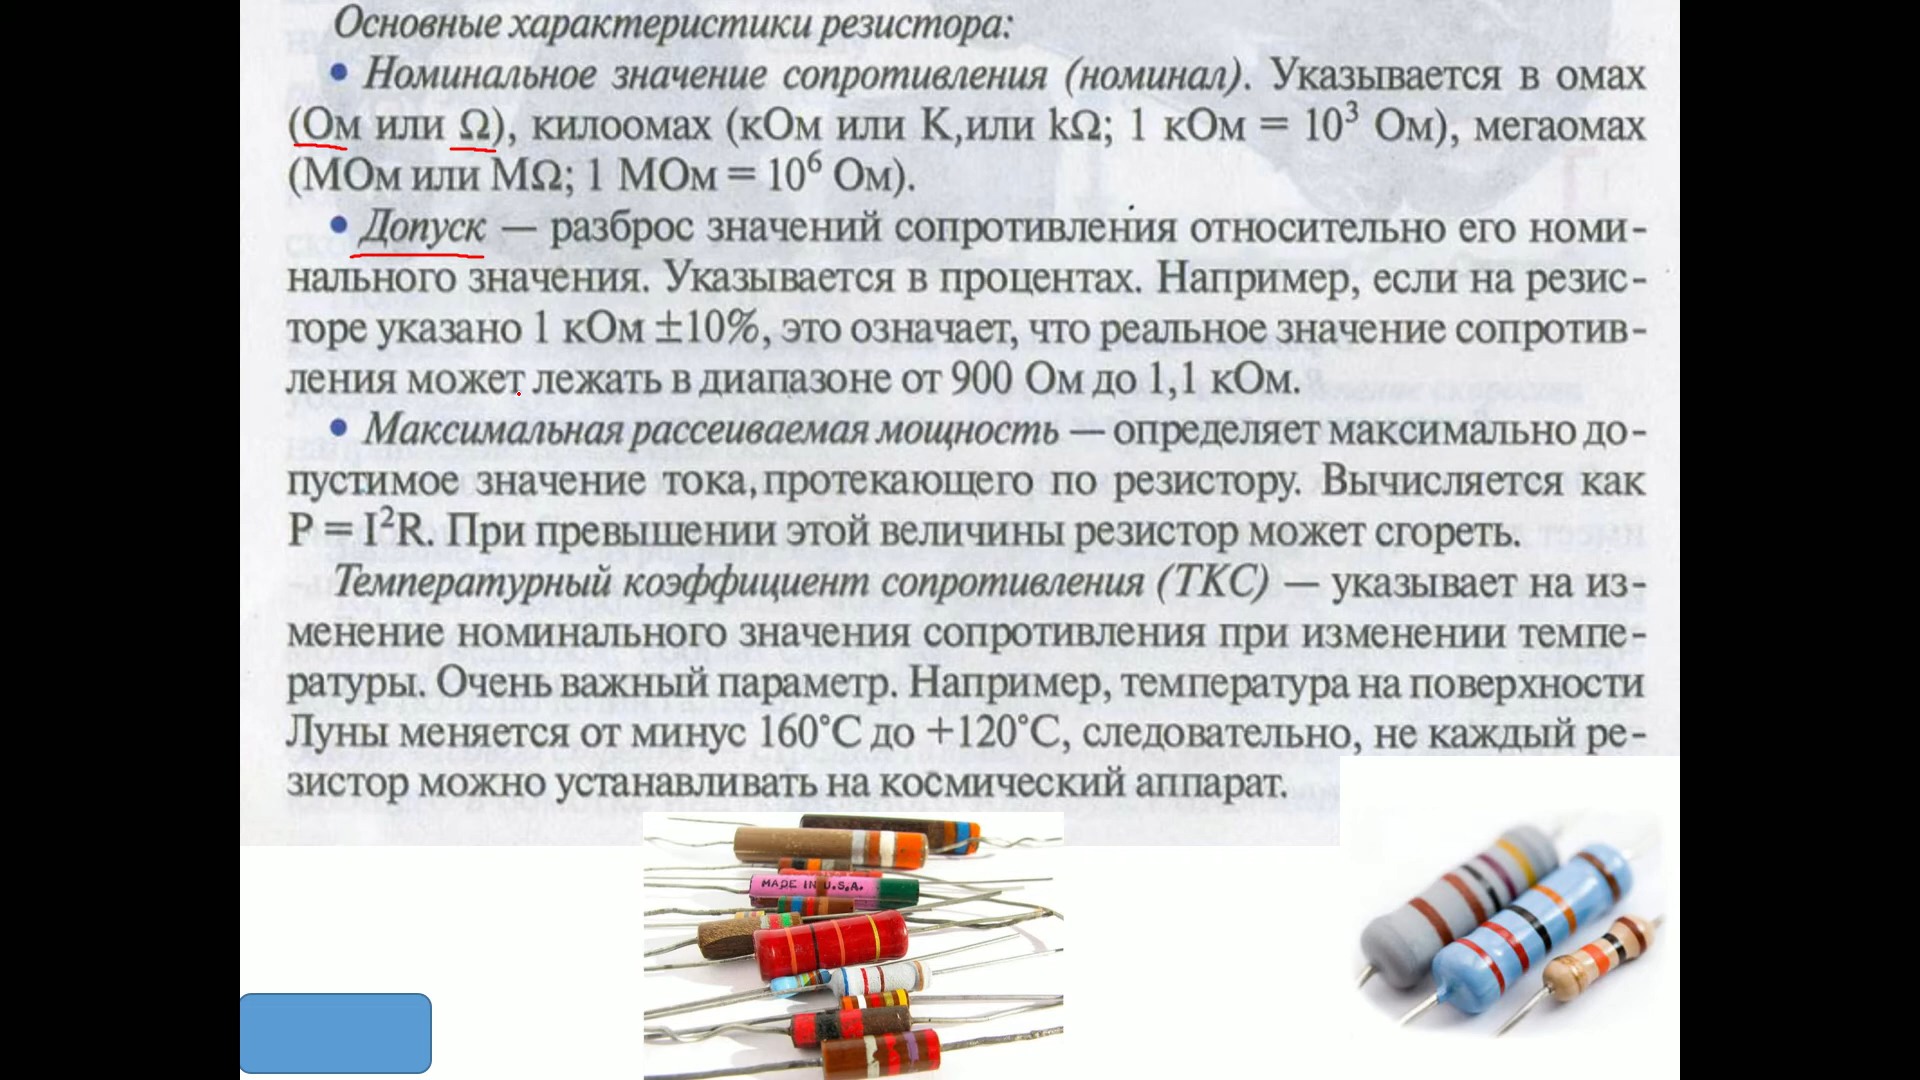 Основные характеристики резистора:
• Номинальное значение сопротивления (номинал). Указывается в омах
(Ом или Ω), килоомах (кОм или К,или kΩ; 1 кОм = 10³ Ом), мегаомах
(МОм или МΩ; 1 МОм = 10⁶ Ом).
• Допуск — разброс значений сопротивления относительно его номи-
нального значения. Указывается в процентах. Например, если на резис-
торе указано 1 кОм ±10%, это означает, что реальное значение сопротив-
ления может лежать в диапазоне от 900 Ом до 1,1 кОм.
• Максимальная рассеиваемая мощность — определяет максимально до-
пустимое значение тока, протекающего по резистору. Вычисляется как
P = I²R. При превышении этой величины резистор может сгореть.
Температурный коэффициент сопротивления (ТКС) — указывает на из-
менение номинального значения сопротивления при изменении темпе-
ратуры. Очень важный параметр. Например, температура на поверхности
Луны меняется от минус 160°С до +120°С, следовательно, не каждый ре-
зистор можно устанавливать на космический аппарат.
MADE IN U.S.A.